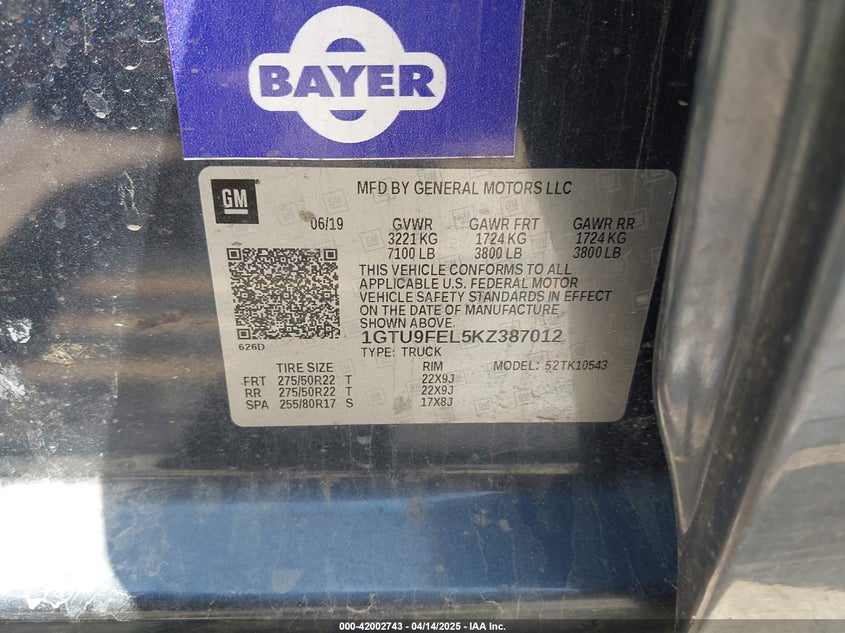 BAYER
GM
MFD BY GENERAL MOTORS LLC
06/19 GVWR GAWR FRT GAWR RR
3221 KG 1724 KG 1724 KG
7100 LB 3800 LB 3800 LB
THIS VEHICLE CONFORMS TO ALL
APPLICABLE U.S. FEDERAL MOTOR
VEHICLE SAFETY STANDARDS IN EFFECT
ON THE DATE OF MANUFACTURE
SHOWN ABOVE.
1GTU9FEL5KZ387012
626D
TYPE: TRUCK
TIRE SIZE RIM MODEL: 52TK10543
FRT 275/50R22 T 22X9J
RR 275/50R22 T 22X9J
SPA 255/80R17 S 17X8J
000-42002743 - 04/14/2025 - IAA Inc.